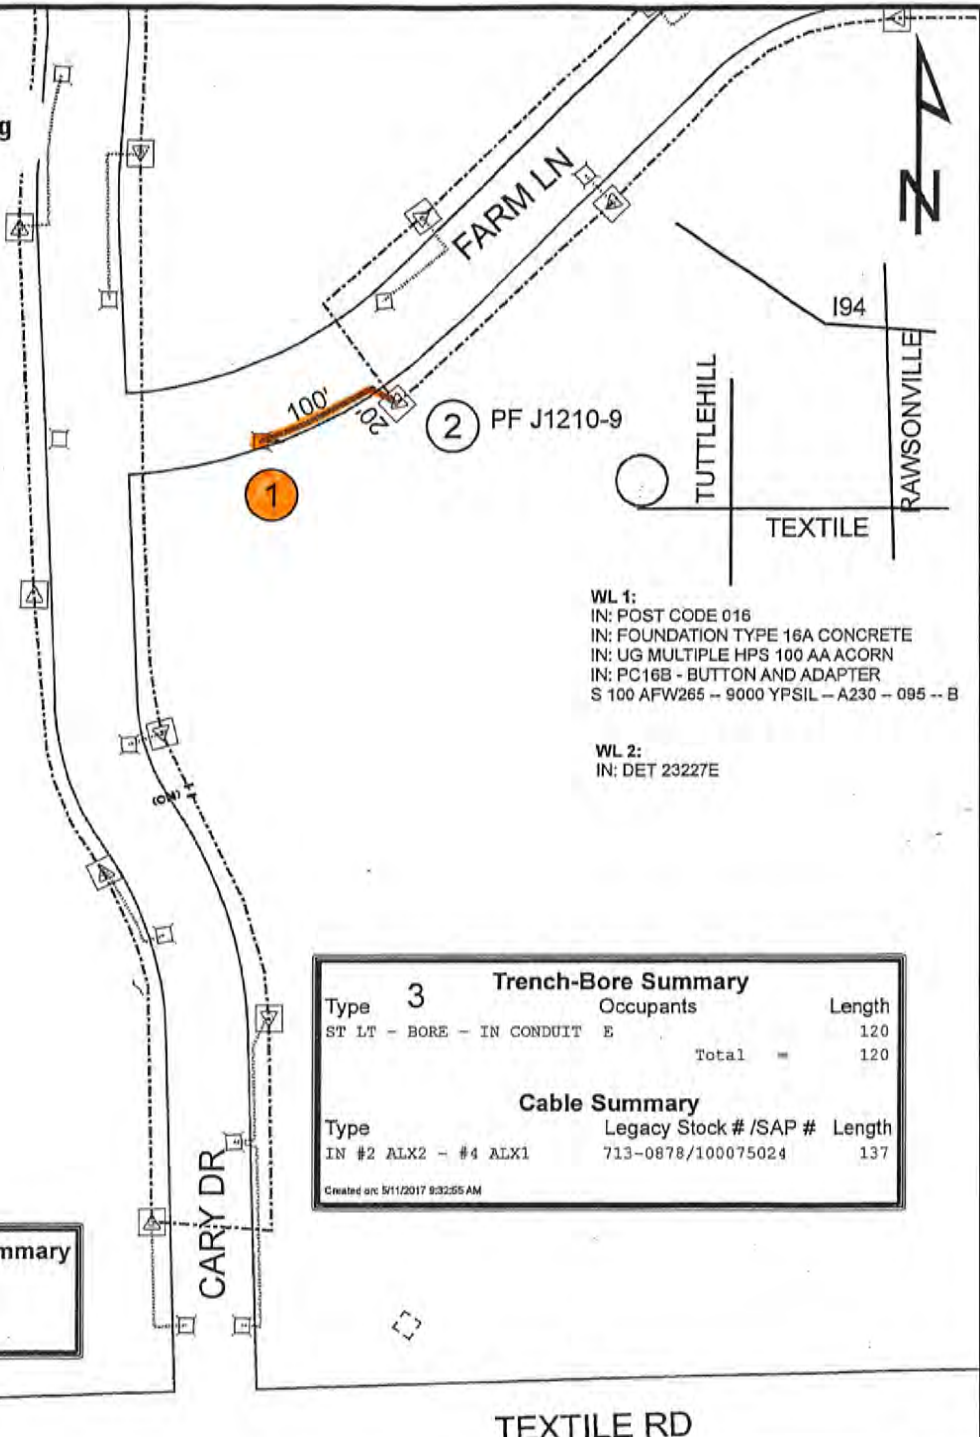 g
FARM LN
N
I94
RAWSONVILLE
TUTTLEHILL
TEXTILE
100'
20'
2 PF J1210-9
1
WL 1:
IN: POST CODE 016
IN: FOUNDATION TYPE 16A CONCRETE
IN: UG MULTIPLE HPS 100 AA ACORN
IN: PC16B - BUTTON AND ADAPTER
S 100 AFW265 -- 9000 YPSIL -- A230 -- 095 -- B
WL 2:
IN: DET 23227E
Trench-Bore Summary
Type 3 Occupants Length
ST LT - BORE - IN CONDUIT E 120
Total = 120
Cable Summary
Type Legacy Stock # /SAP # Length
IN #2 ALX2 - #4 ALX1 713-0878/100075024 137
Created on: 5/11/2017 9:32:55 AM
CARY DR
mmary
TEXTILE RD